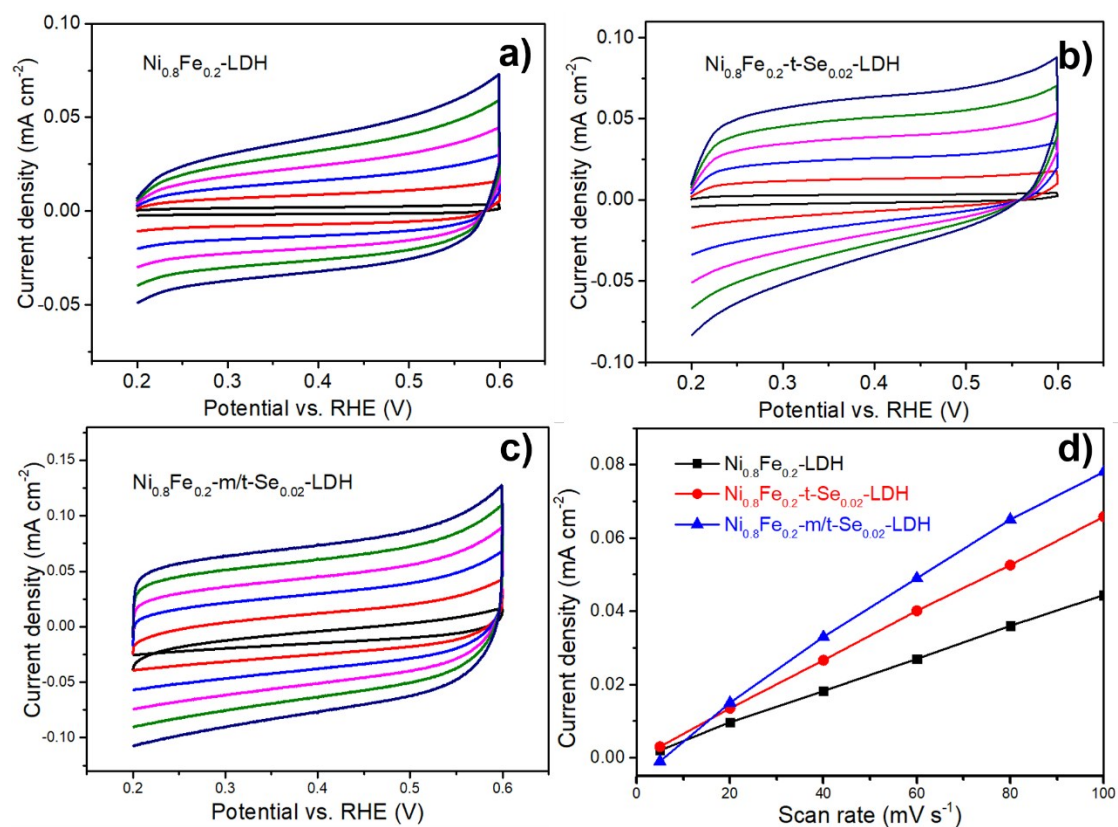 a)
Ni0.8Fe0.2-LDH
0.10
0.05
0.00
-0.05
Current density (mA cm-2)
0.2 0.3 0.4 0.5 0.6
Potential vs. RHE (V)
b)
Ni0.8Fe0.2-t-Se0.02-LDH
0.10
0.05
0.00
-0.05
-0.10
Current density (mA cm-2)
0.2 0.3 0.4 0.5 0.6
Potential vs. RHE (V)
c)
Ni0.8Fe0.2-m/t-Se0.02-LDH
0.15
0.10
0.05
0.00
-0.05
-0.10
Current density (mA cm-2)
0.2 0.3 0.4 0.5 0.6
Potential vs. RHE (V)
d)
Ni0.8Fe0.2-LDH
Ni0.8Fe0.2-t-Se0.02-LDH
Ni0.8Fe0.2-m/t-Se0.02-LDH
0.08
0.06
0.04
0.02
0.00
Current density (mA cm-2)
0 20 40 60 80 100
Scan rate (mV s-1)